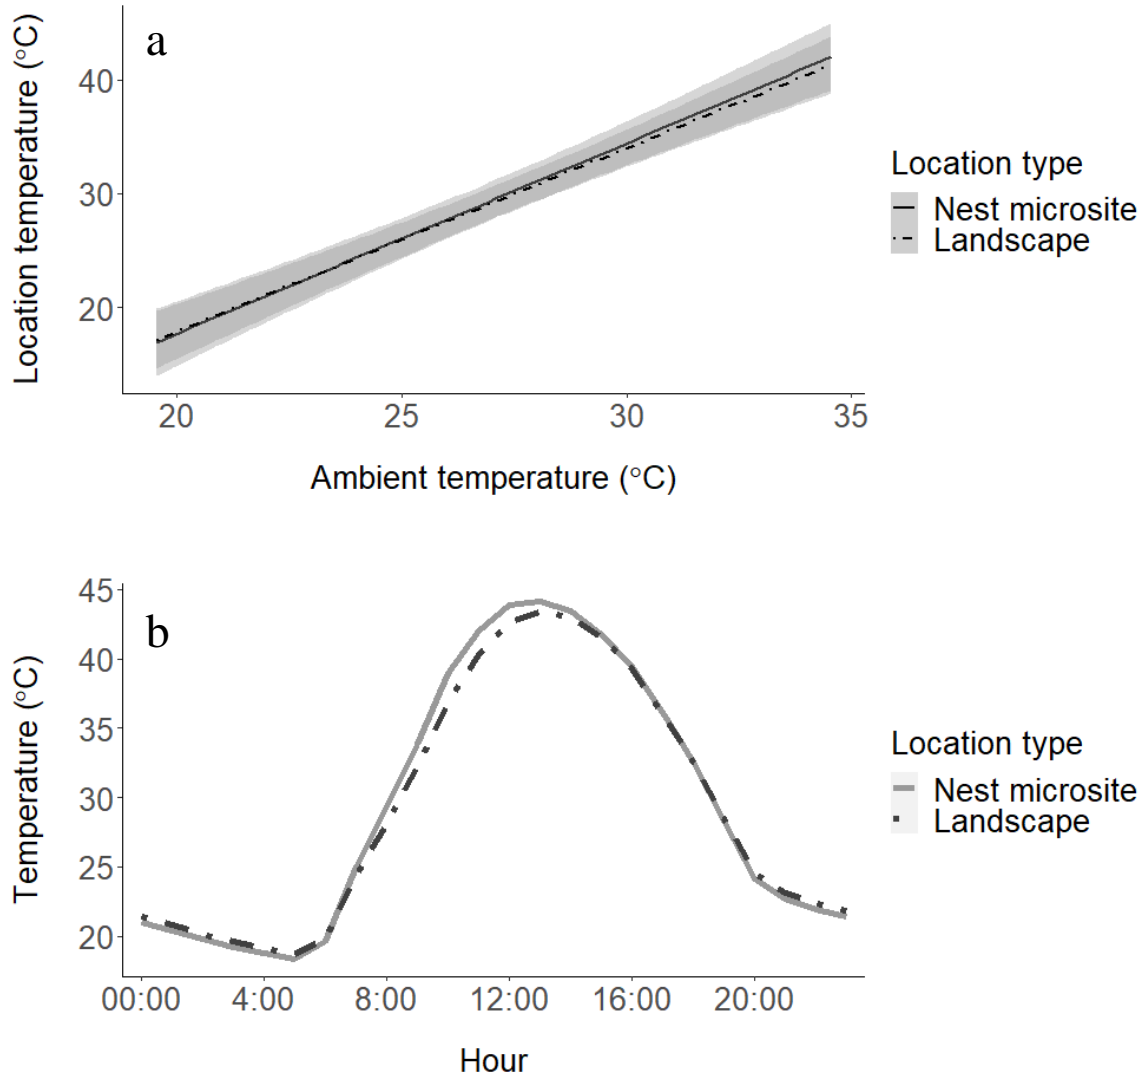 a
Location temperature (°C)
40
30
20
20
25
30
35
Ambient temperature (°C)
Location type
Nest microsite
Landscape
b
Temperature (°C)
45
40
35
30
25
20
00:00
4:00
8:00
12:00
16:00
20:00
Hour
Location type
Nest microsite
Landscape